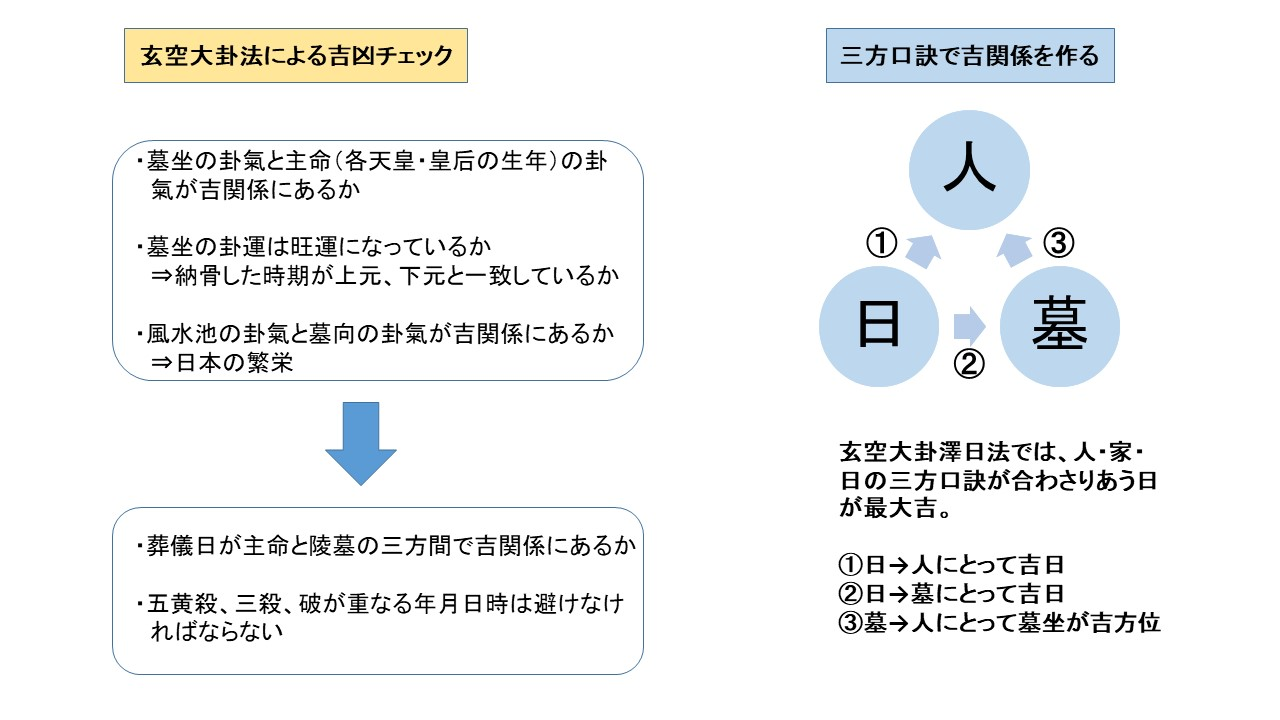 玄空大卦法による吉凶チェック
・墓坐の卦氣と主命（各天皇・皇后の生年）の卦
氣が吉関係にあるか
・墓坐の卦運は旺運になっているか
⇒納骨した時期が上元、下元と一致しているか
・風水池の卦氣と墓向の卦氣が吉関係にあるか
⇒日本の繁栄
・葬儀日が主命と陵墓の三方間で吉関係にあるか
・五黄殺、三殺、破が重なる年月日時は避けなけ
ればならない
三方口訣で吉関係を作る
人
①
③
日
墓
②
玄空大卦澤日法では、人・家・
日の三方口訣が合わさりあう日
が最大吉。
①日→人にとって吉日
②日→墓にとって吉日
③墓→人にとって墓坐が吉方位